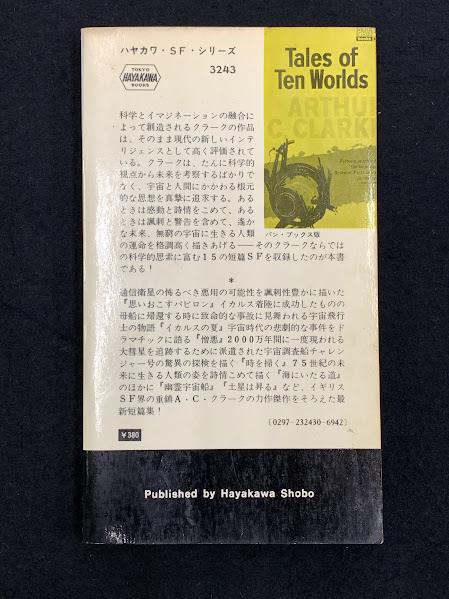 ハヤカワ・SF・シリーズ
TOKYO
HAYAKAWA
BOOKS
3243
Tales of
Ten Worlds
ARTHUR
C. CLARKE
パン・ブックス版
科学とイマジネーションの融合に
よって創造されるクラークの作品
は、そのまま現代の新しいインテ
リジェンスとして高く評価されて
いる。クラークは、たんに科学的
視点から未来を考察するばかりで
なく、宇宙と人間にかかわる根元
的な思想を真摯に追求する。ある
ときは感動と詩情をこめて、ある
ときは諷刺と警告を含めて、遙か
な未来、無窮の宇宙に生きる人類
の運命を格調高く描きあげる——そのクラークならでは
の科学的思索に富む15の短篇SFを収録したのが本書
である！
＊
通信衛星の怖るべき悪用の可能性を諷刺性豊かに描いた
『思いおこすバビロン』イカルス着陸に成功したものの
母船に帰還する時に致命的な事故に見舞われる宇宙飛行
士の物語『イカルスの夏』宇宙時代の悲劇的な事件をド
ラマチックに語る『憎悪』2000万年間に一度現われる
大彗星を追跡するために派遣された宇宙調査船チャレン
ジャー号の驚異の探検を描く『時を掃く』75世紀の未
来に生きる人類の姿を詩情こめて描く『海にいたる道』
のほかに『幽霊宇宙船』『土星は昇る』など、イギリス
SF界の重鎮A・C・クラークの力作傑作をそろえた最
新短篇集！
[0297-232430-6942]
￥380
Published by Hayakawa Shobo